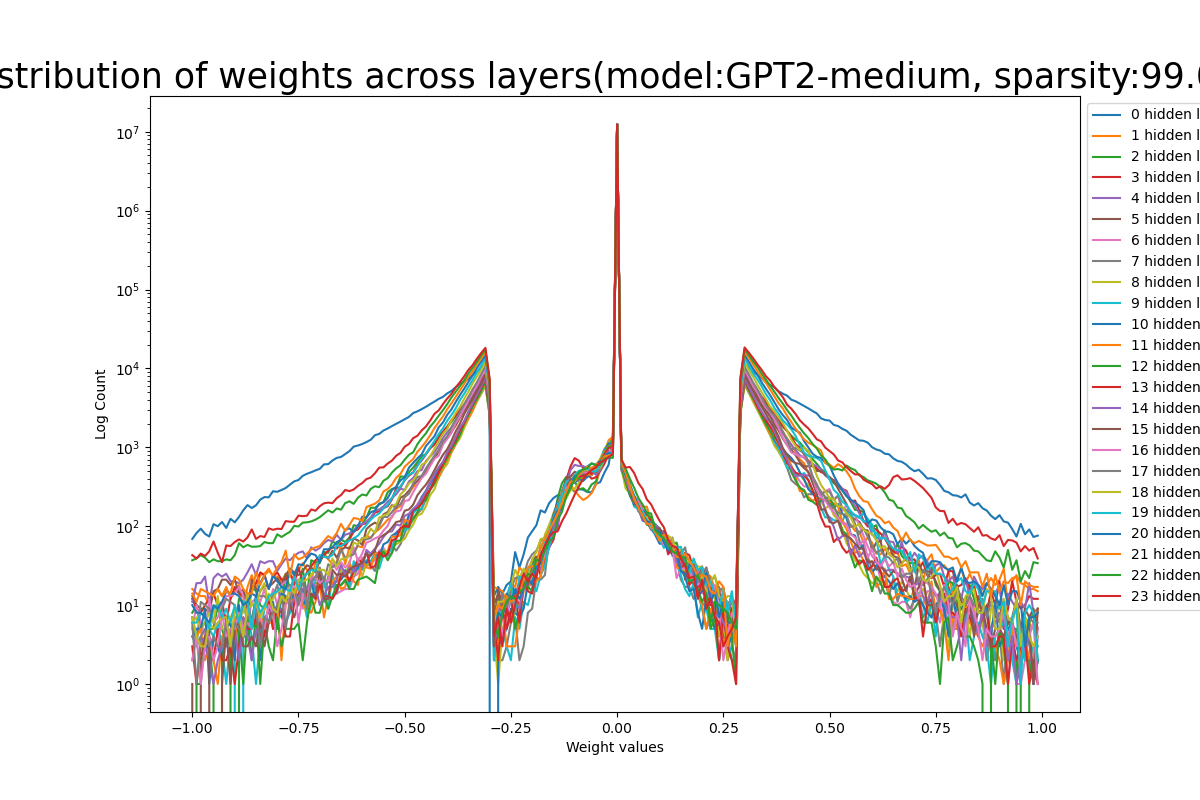 stribution of weights across layers(model:GPT2-medium, sparsity:99.
10⁷
10⁶
10⁵
10⁴
10³
10²
10¹
10⁰
Log Count
−1.00 −0.75 −0.50 −0.25 0.00 0.25 0.50 0.75 1.00
Weight values
0 hidden l
1 hidden l
2 hidden l
3 hidden l
4 hidden l
5 hidden l
6 hidden l
7 hidden l
8 hidden l
9 hidden l
10 hidden
11 hidden
12 hidden
13 hidden
14 hidden
15 hidden
16 hidden
17 hidden
18 hidden
19 hidden
20 hidden
21 hidden
22 hidden
23 hidden